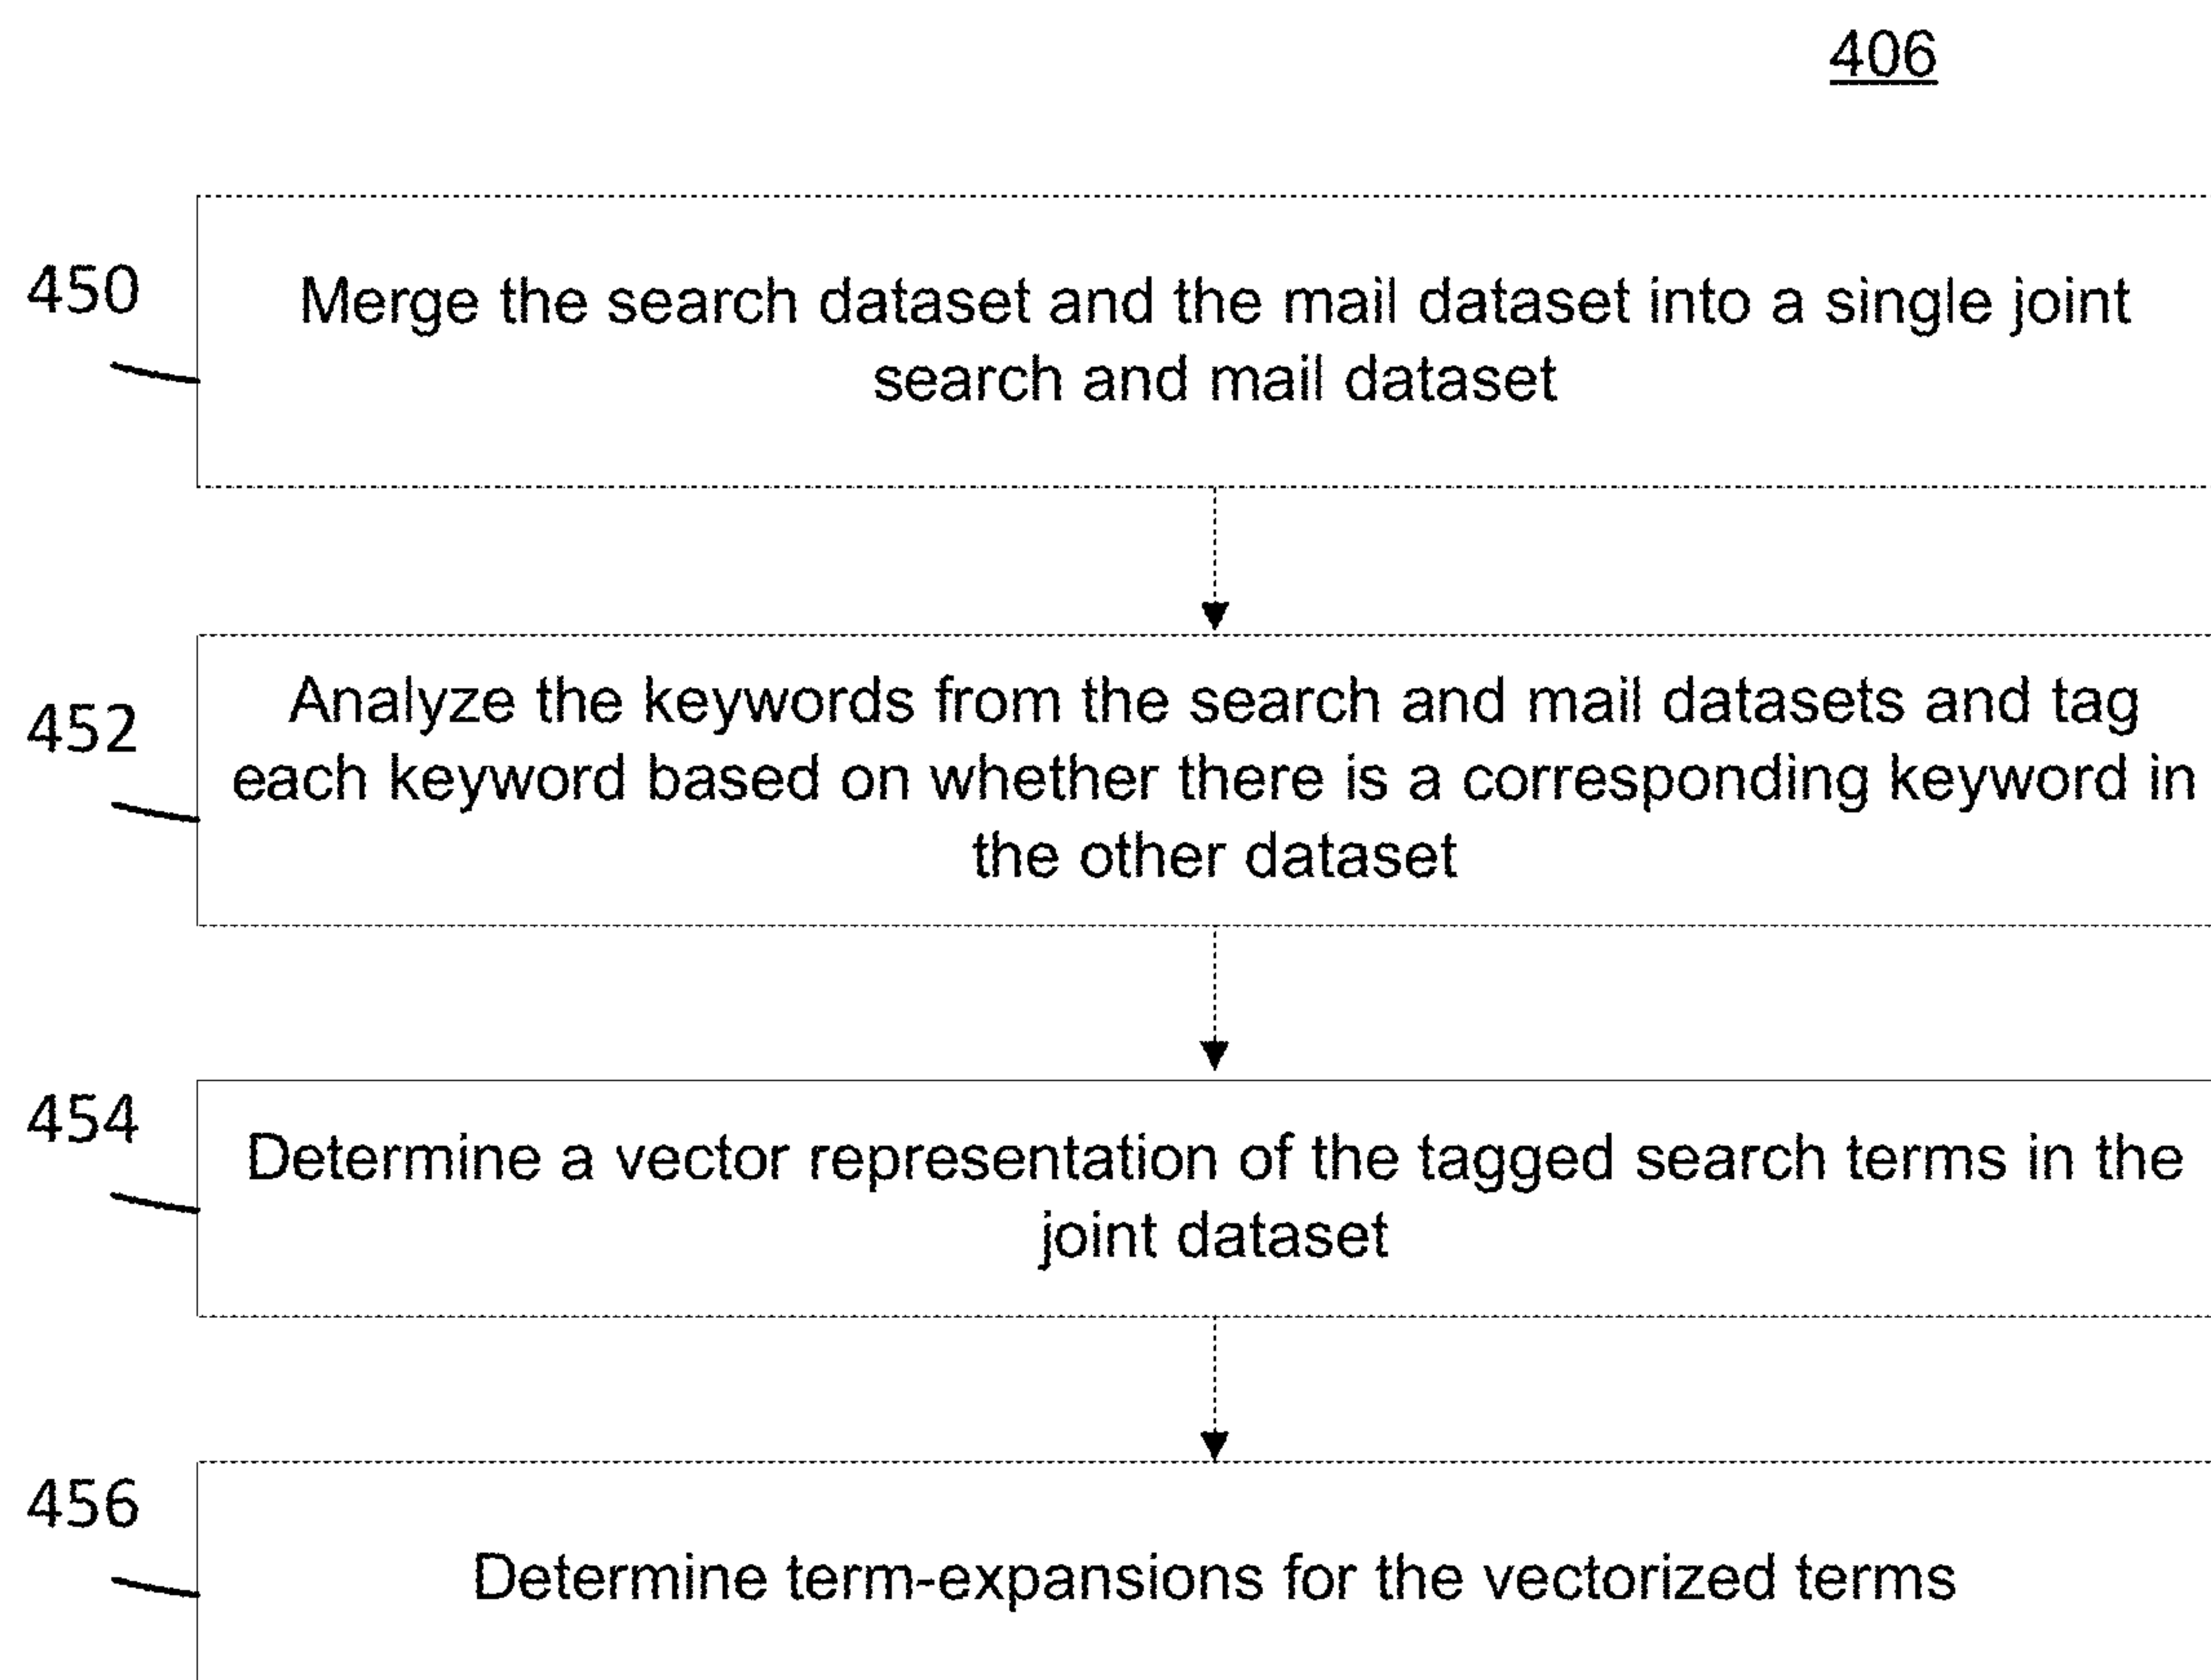 406
450
Merge the search dataset and the mail dataset into a single joint
search and mail dataset
452
Analyze the keywords from the search and mail datasets and tag
each keyword based on whether there is a corresponding keyword in
the other dataset
454
Determine a vector representation of the tagged search terms in the
joint dataset
456
Determine term-expansions for the vectorized terms